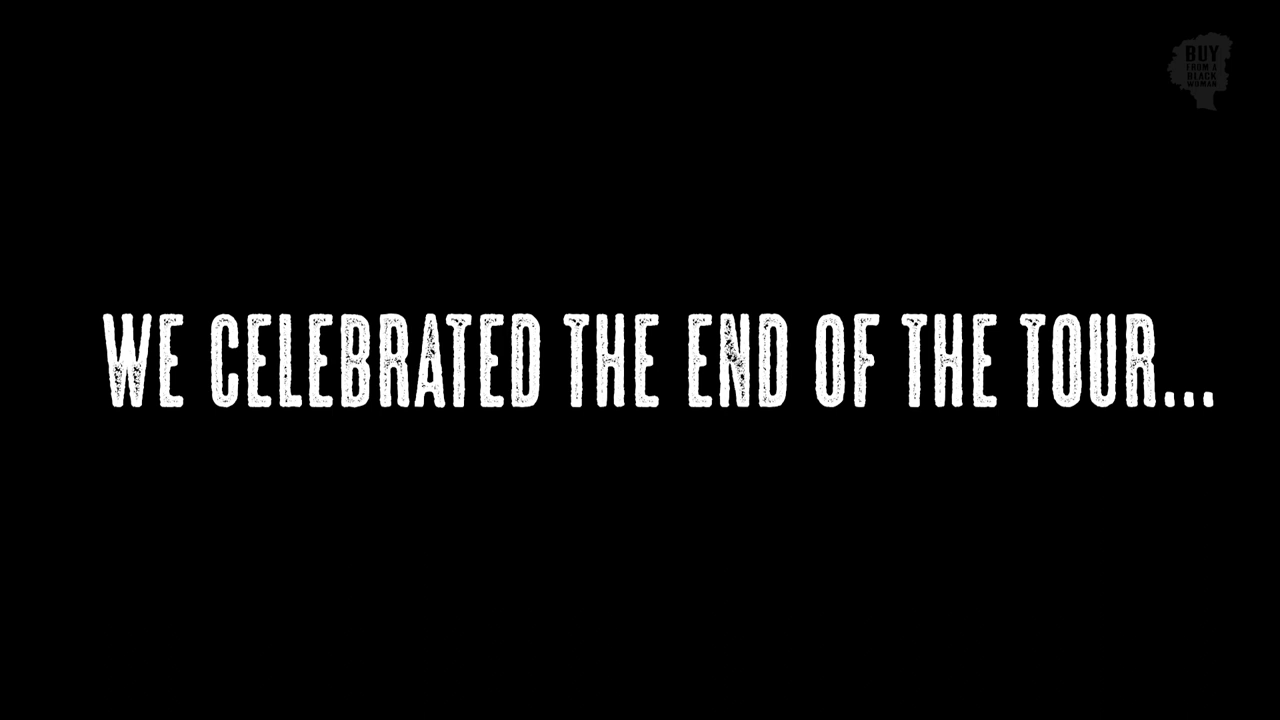 BUY
FROM A
BLACK
WOMAN
WE CELEBRATED THE END OF THE TOUR...